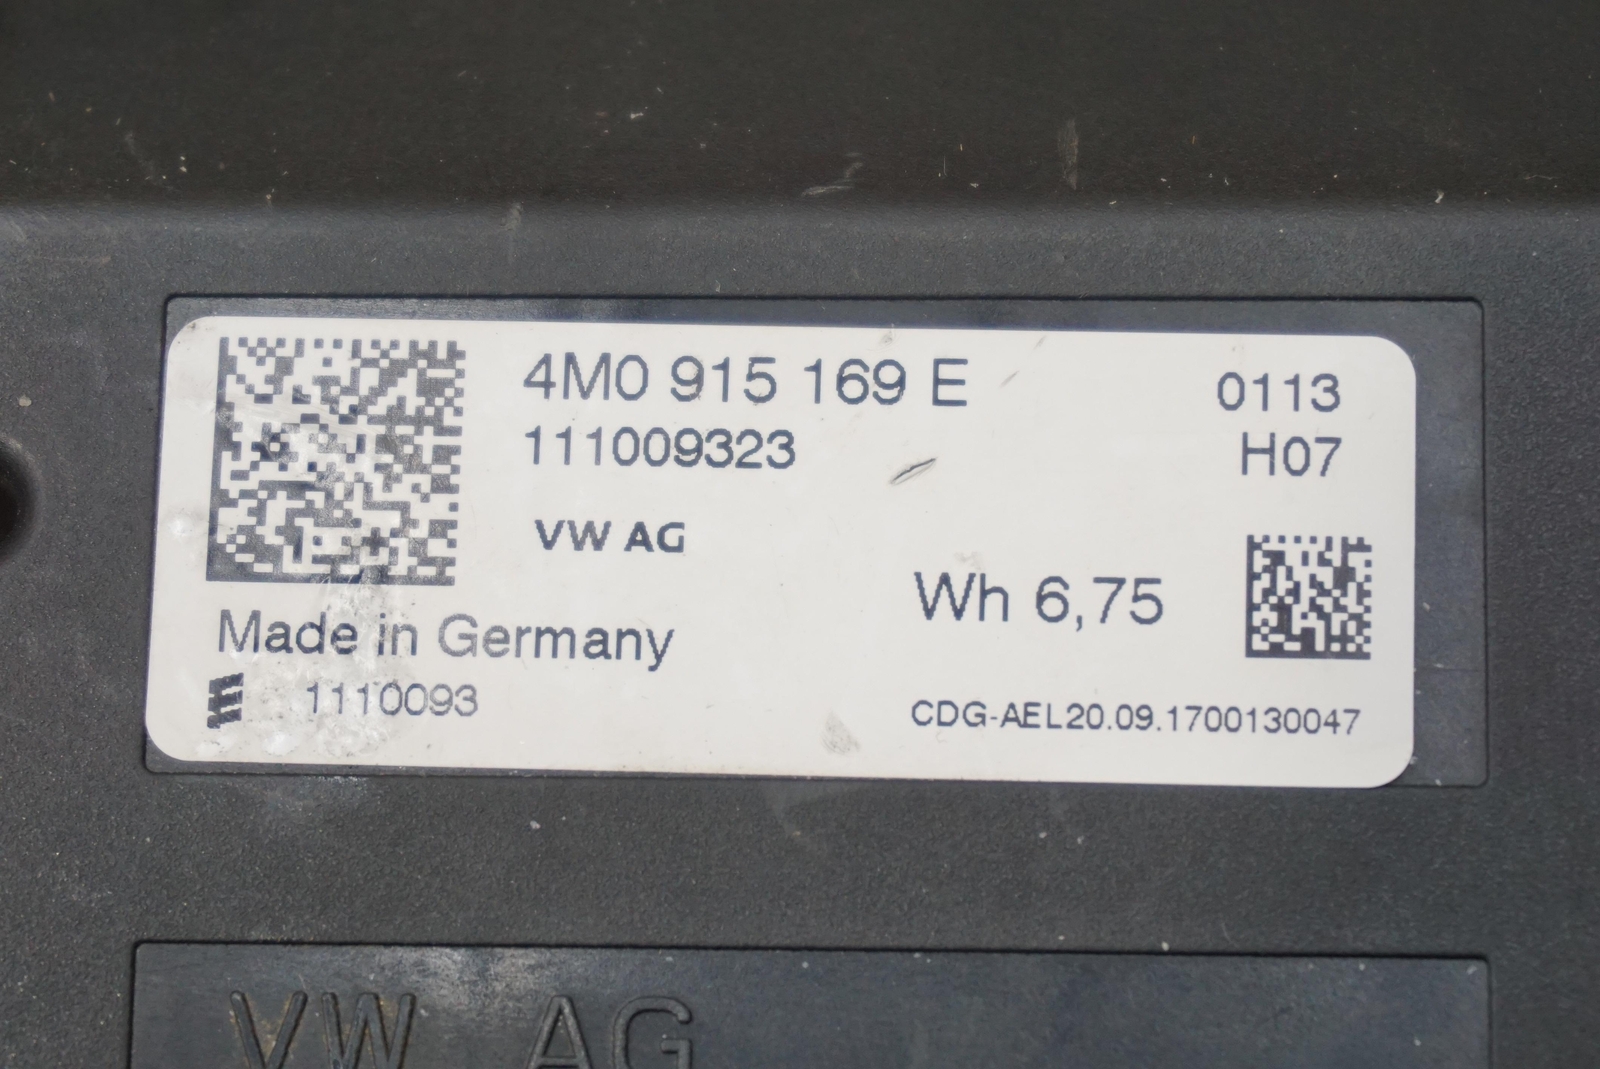 4M0 915 169 E 0113
111009323 H07
VW AG
Wh 6,75
Made in Germany
1110093
CDG-AEL20.09.1700130047
VW AG